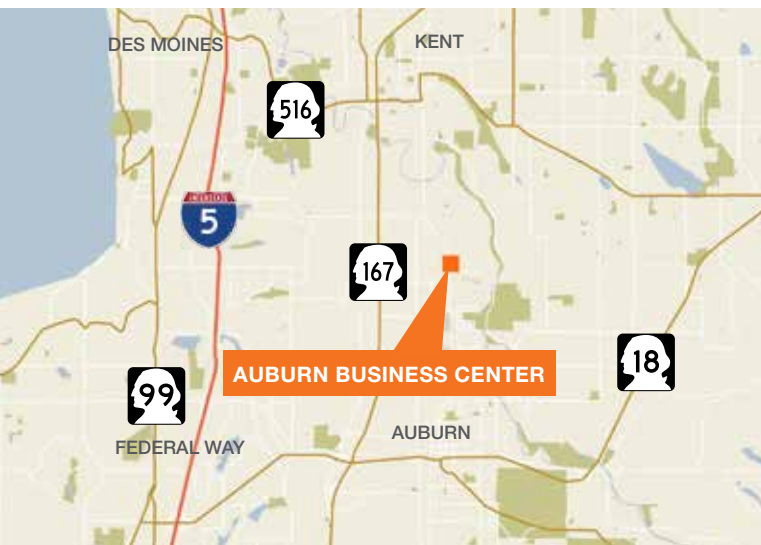 DES MOINES
KENT
516
5
167
AUBURN BUSINESS CENTER
18
99
AUBURN
FEDERAL WAY